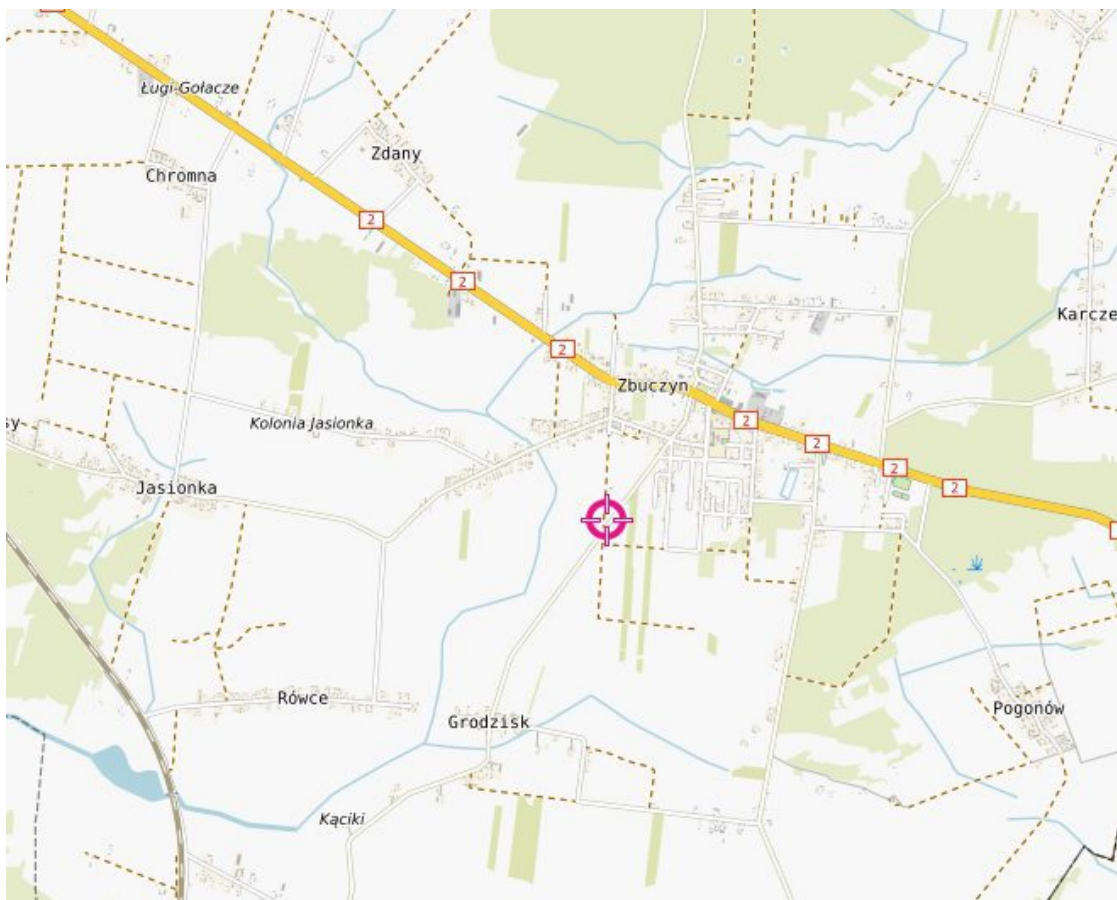 Ługi-Gołacze
Zdany
Chromna
2
2
Karcze
2
Zbuczyn
2
Kolonia Jasionka
sy
2
2
Jasionka
2
Rówce
Pogonów
Grodzisk
Kąciki